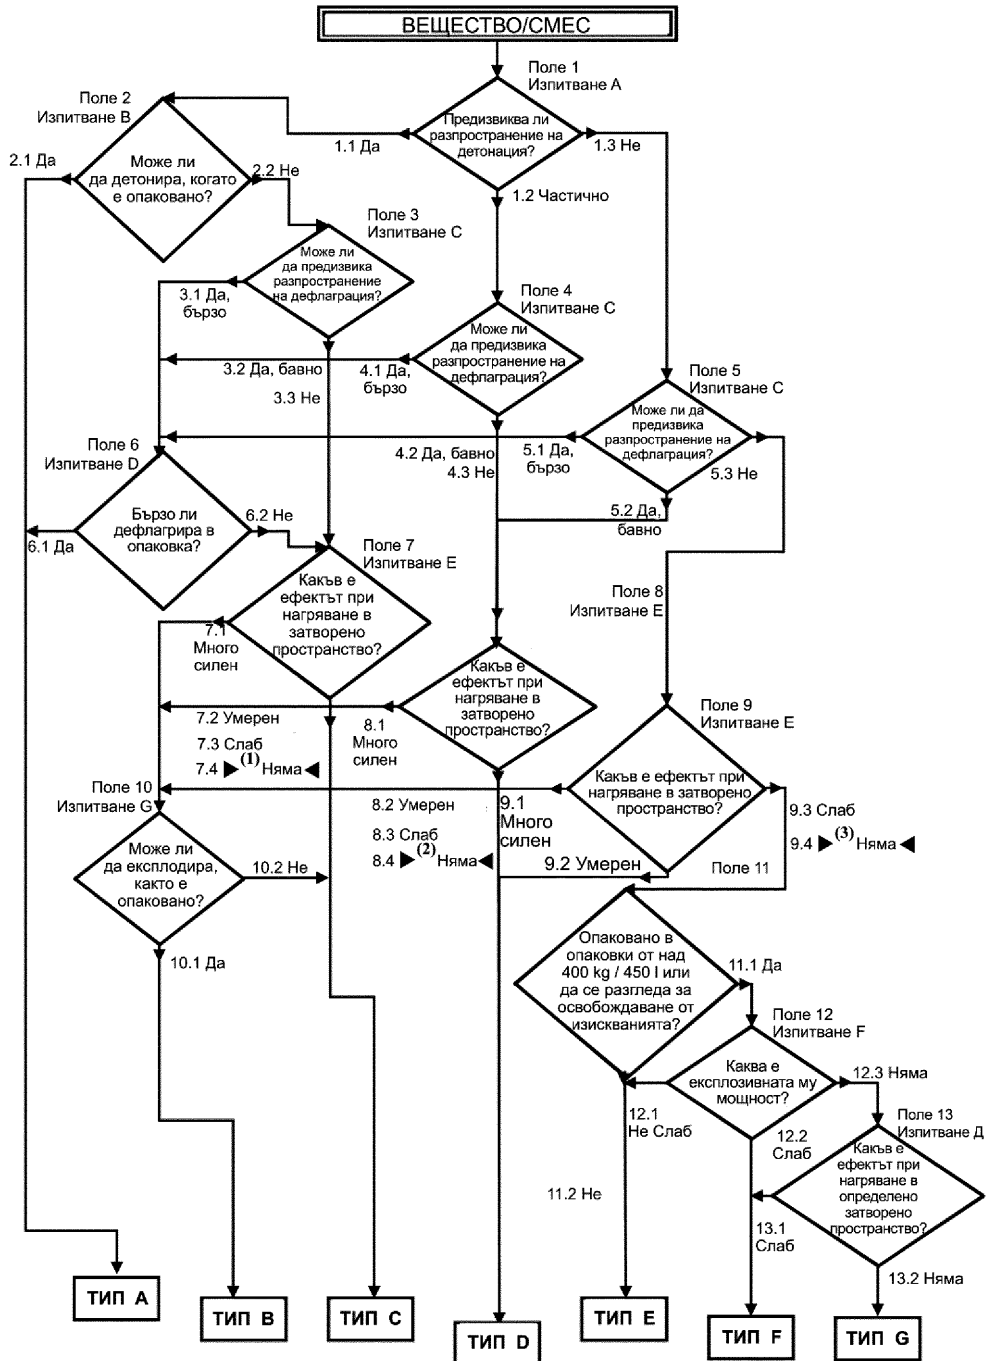 ВЕЩЕСТВО/СМЕС
Поле 1
Изпитване A
Предизвиква ли
разпространение на
детонация?
1.1 Да
1.2 Частично
1.3 Не
Поле 2
Изпитване B
Може ли
да детонира, когато
е опаковано?
2.1 Да
2.2 Не
Поле 3
Изпитване C
Може ли
да предизвика
разпространение
на дефлаграция?
3.1 Да,
бързо
3.2 Да, бавно
3.3 Не
Поле 4
Изпитване C
Може ли
да предизвика
разпространение на
дефлаграция?
4.1 Да,
бързо
4.2 Да, бавно
4.3 Не
Поле 5
Изпитване C
Може ли да
предизвика
разпространение на
дефлаграция?
5.1 Да,
бързо
5.2 Да,
бавно
5.3 Не
Поле 6
Изпитване D
Бързо ли
дефлагрира в
опаковка?
6.1 Да
6.2 Не
Поле 7
Изпитване E
Какъв е
ефектът при
нагряване в
затворено
пространство?
7.1
Много
силен
7.2 Умерен
7.3 Слаб
7.4 ▶(1) Няма ◀
Поле 8
Изпитване E
Какъв е
ефектът при
нагряване в
затворено
пространство?
8.1
Много
силен
8.2 Умерен
8.3 Слаб
8.4 ▶(2) Няма ◀
Поле 9
Изпитване E
Какъв е ефектът при
нагряване в затворено
пространство?
9.1
Много
силен
9.2 Умерен
9.3 Слаб
9.4 ▶(3) Няма ◀
Поле 10
Изпитване G
Може ли
да експлодира,
както е
опаковано?
10.1 Да
10.2 Не
Поле 11
Опаковано в
опаковки от над
400 kg / 450 l или
да се разгледа за
освобождаване от
изискванията?
11.1 Да
11.2 Не
Поле 12
Изпитване F
Каква е
експлозивната му
мощност?
12.1
Не Слаб
12.2
Слаб
12.3 Няма
Поле 13
Изпитване Д
Какъв е
ефектът при
нагряване в
определено
затворено
пространство?
13.1
Слаб
13.2 Няма
ТИП A
ТИП B
ТИП C
ТИП D
ТИП E
ТИП F
ТИП G